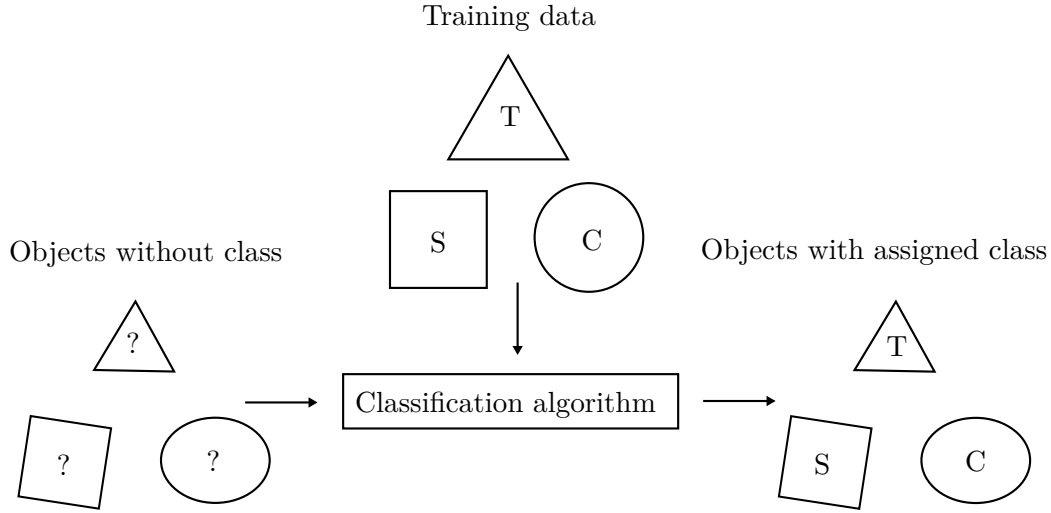 Training data
T
S
C
Objects without class
?
?
?
Classification algorithm
Objects with assigned class
T
S
C